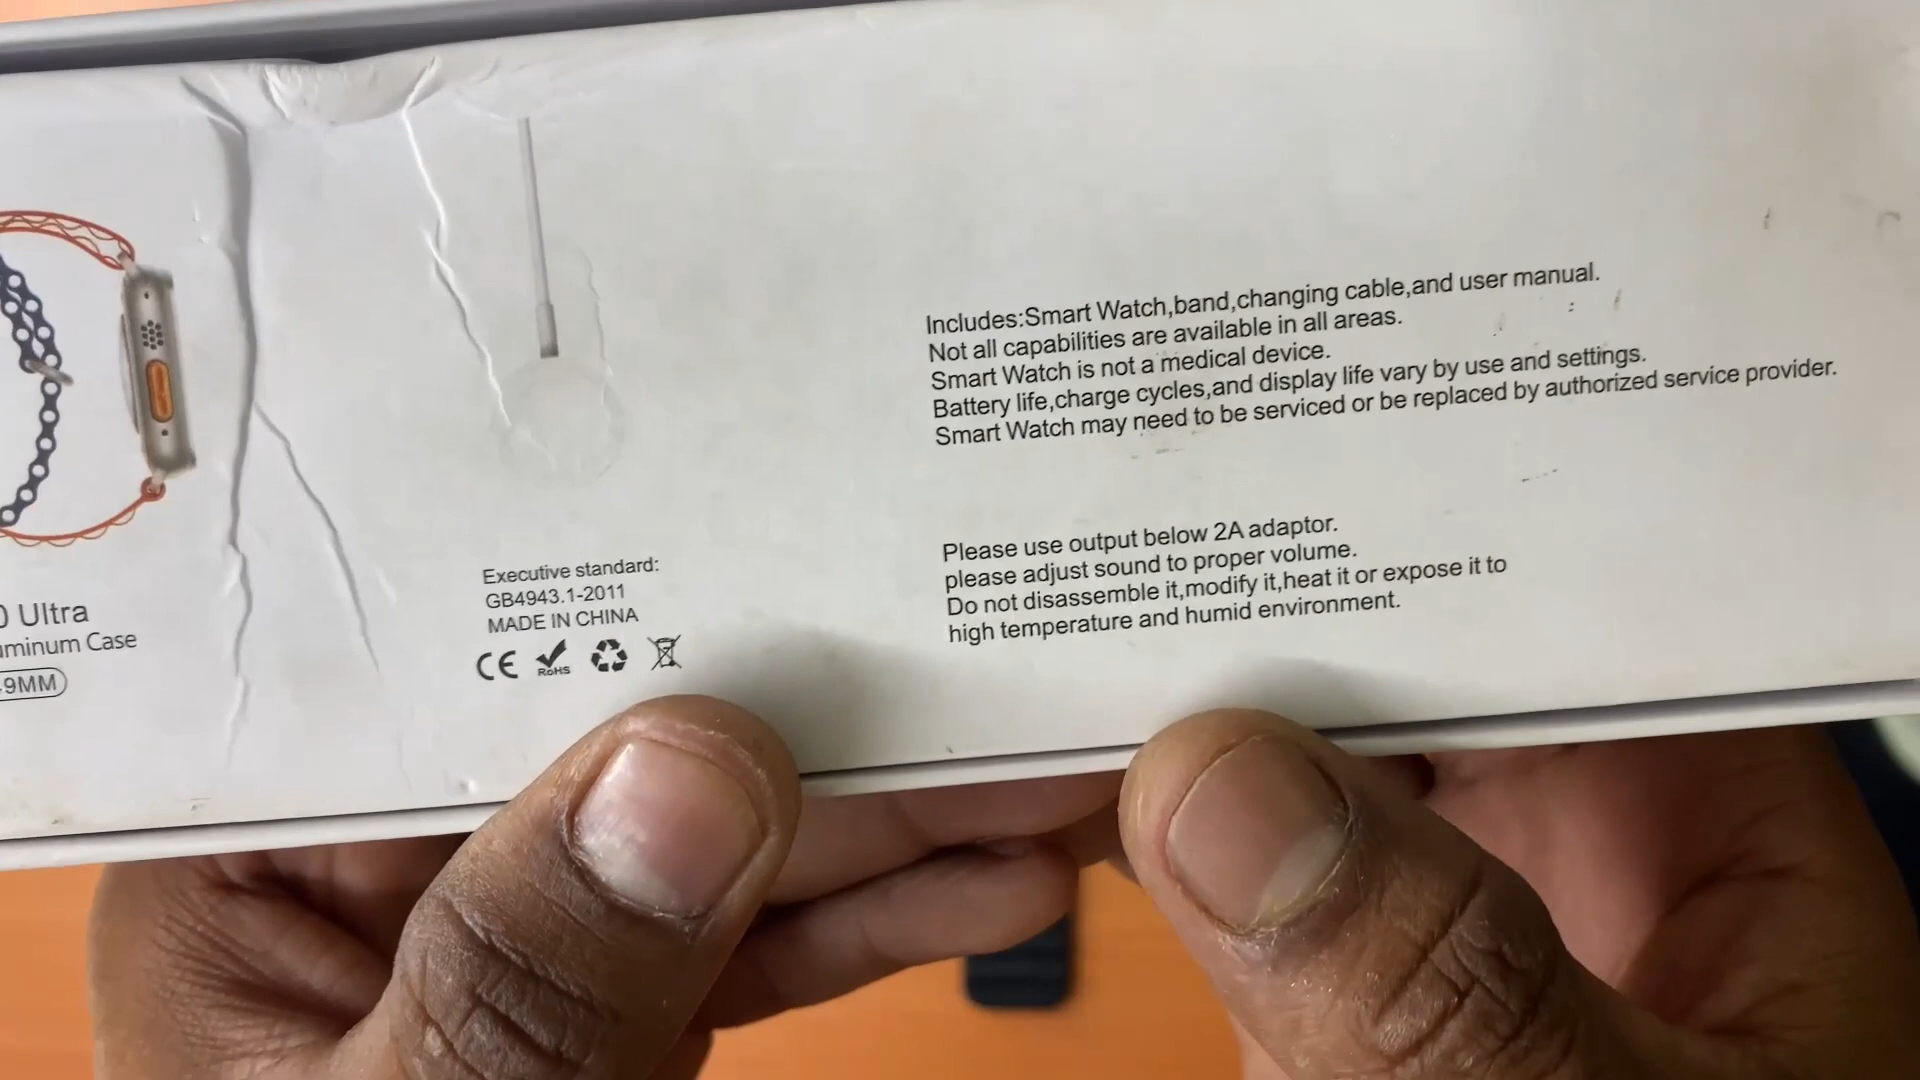 Includes:Smart Watch,band,changing cable,and user manual.
Not all capabilities are available in all areas.
Smart Watch is not a medical device.
Battery life,charge cycles,and display life vary by use and settings.
Smart Watch may need to be serviced or be replaced by authorized service provider.
Please use output below 2A adaptor.
please adjust sound to proper volume.
Do not disassemble it,modify it,heat it or expose it to
high temperature and humid environment.
Executive standard:
GB4943.1-2011
MADE IN CHINA
CE RoHS
Ultra
Case
9MM